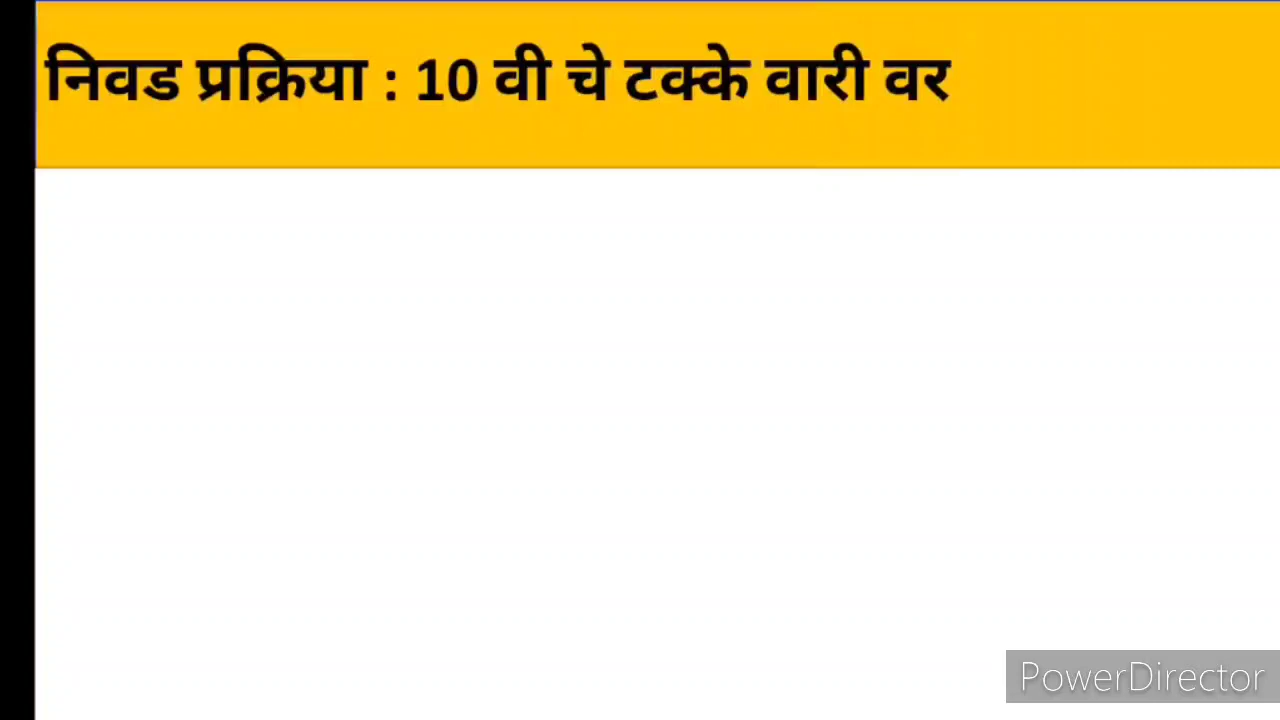 निवड प्रक्रिया : 10 वी चे टक्के वारी वर
PowerDirector